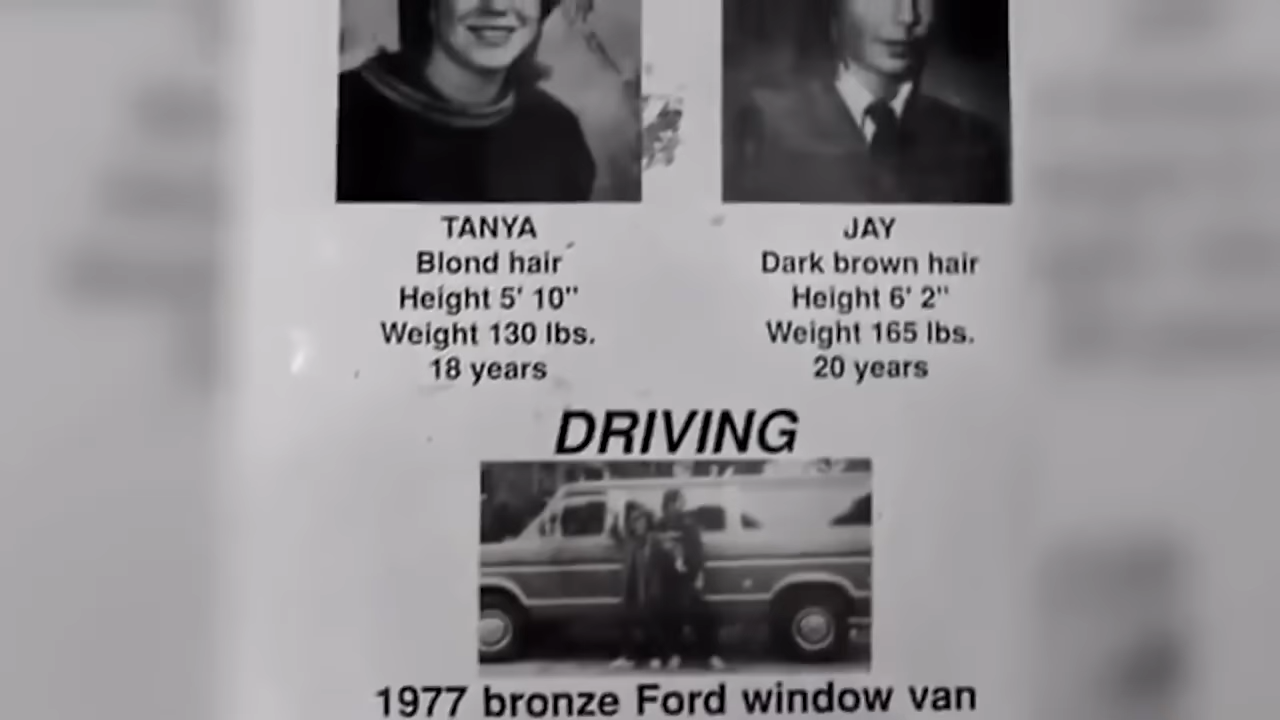 TANYA
Blond hair
Height 5' 10"
Weight 130 lbs.
18 years
JAY
Dark brown hair
Height 6' 2"
Weight 165 lbs.
20 years
DRIVING
1977 bronze Ford window van